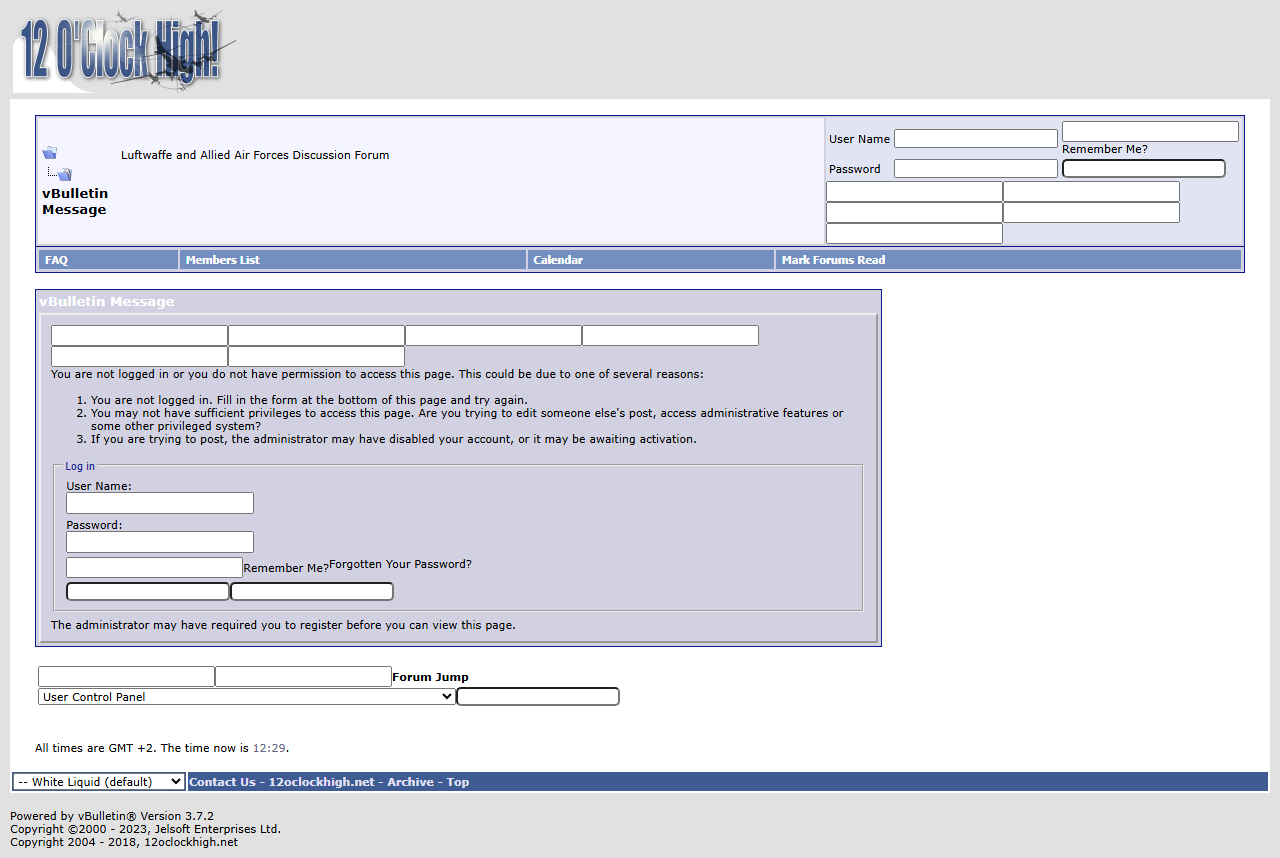 12 O'Clock High!
Luftwaffe and Allied Air Forces Discussion Forum
vBulletin
Message
User Name
Remember Me?
Password
FAQ
Members List
Calendar
Mark Forums Read
vBulletin Message
You are not logged in or you do not have permission to access this page. This could be due to one of several reasons:
1. You are not logged in. Fill in the form at the bottom of this page and try again.
2. You may not have sufficient privileges to access this page. Are you trying to edit someone else's post, access administrative features or
some other privileged system?
3. If you are trying to post, the administrator may have disabled your account, or it may be awaiting activation.
Log in
User Name:
Password:
Remember Me?
Forgotten Your Password?
The administrator may have required you to register before you can view this page.
Forum Jump
User Control Panel
All times are GMT +2. The time now is 12:29.
-- White Liquid (default)
Contact Us - 12oclockhigh.net - Archive - Top
Powered by vBulletin® Version 3.7.2
Copyright ©2000 - 2023, Jelsoft Enterprises Ltd.
Copyright 2004 - 2018, 12oclockhigh.net